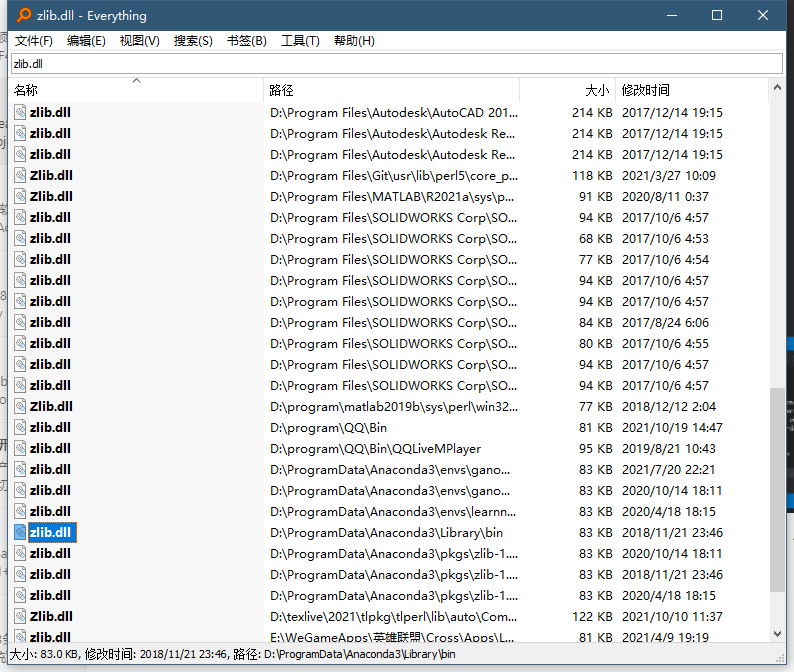 zlib.dll - Everything
文件(F) 编辑(E) 视图(V) 搜索(S) 书签(B) 工具(T) 帮助(H)
zlib.dll
名称 路径 大小 修改时间
zlib.dll D:\Program Files\Autodesk\AutoCAD 201... 214 KB 2017/12/14 19:15
zlib.dll D:\Program Files\Autodesk\Autodesk Re... 214 KB 2017/12/14 19:15
zlib.dll D:\Program Files\Autodesk\Autodesk Re... 214 KB 2017/12/14 19:15
Zlib.dll D:\Program Files\Git\usr\lib\perl5\core_p... 118 KB 2021/3/27 10:09
Zlib.dll D:\Program Files\MATLAB\R2021a\sys\p... 91 KB 2020/8/11 0:37
zlib.dll D:\Program Files\SOLIDWORKS Corp\SO... 94 KB 2017/10/6 4:57
zlib.dll D:\Program Files\SOLIDWORKS Corp\SO... 68 KB 2017/10/6 4:53
zlib.dll D:\Program Files\SOLIDWORKS Corp\SO... 77 KB 2017/10/6 4:54
zlib.dll D:\Program Files\SOLIDWORKS Corp\SO... 94 KB 2017/10/6 4:57
zlib.dll D:\Program Files\SOLIDWORKS Corp\SO... 94 KB 2017/10/6 4:57
zlib.dll D:\Program Files\SOLIDWORKS Corp\SO... 84 KB 2017/8/24 6:06
zlib.dll D:\Program Files\SOLIDWORKS Corp\SO... 80 KB 2017/10/6 4:55
zlib.dll D:\Program Files\SOLIDWORKS Corp\SO... 94 KB 2017/10/6 4:57
zlib.dll D:\Program Files\SOLIDWORKS Corp\SO... 94 KB 2017/10/6 4:57
Zlib.dll D:\program\matlab2019b\sys\perl\win32... 77 KB 2018/12/12 2:04
zlib.dll D:\program\QQ\Bin 81 KB 2021/10/19 14:47
zlib.dll D:\program\QQ\Bin\QQLiveMPlayer 95 KB 2019/8/21 10:43
zlib.dll D:\ProgramData\Anaconda3\envs\gano... 83 KB 2021/7/20 22:21
zlib.dll D:\ProgramData\Anaconda3\envs\gano... 83 KB 2020/10/14 18:11
zlib.dll D:\ProgramData\Anaconda3\envs\learnn... 83 KB 2020/4/18 18:15
zlib.dll D:\ProgramData\Anaconda3\Library\bin 83 KB 2018/11/21 23:46
zlib.dll D:\ProgramData\Anaconda3\pkgs\zlib-1.... 83 KB 2020/10/14 18:11
zlib.dll D:\ProgramData\Anaconda3\pkgs\zlib-1.... 83 KB 2018/11/21 23:46
zlib.dll D:\ProgramData\Anaconda3\pkgs\zlib-1.... 83 KB 2020/4/18 18:15
Zlib.dll D:\texlive\2021\tlpkg\tlperl\lib\auto\Com... 122 KB 2021/10/10 11:37
zlib.dll E:\WeGameApps\英雄联盟\Cross\Apps\L... 81 KB 2021/4/9 19:19
大小: 83.0 KB, 修改时间: 2018/11/21 23:46, 路径: D:\ProgramData\Anaconda3\Library\bin